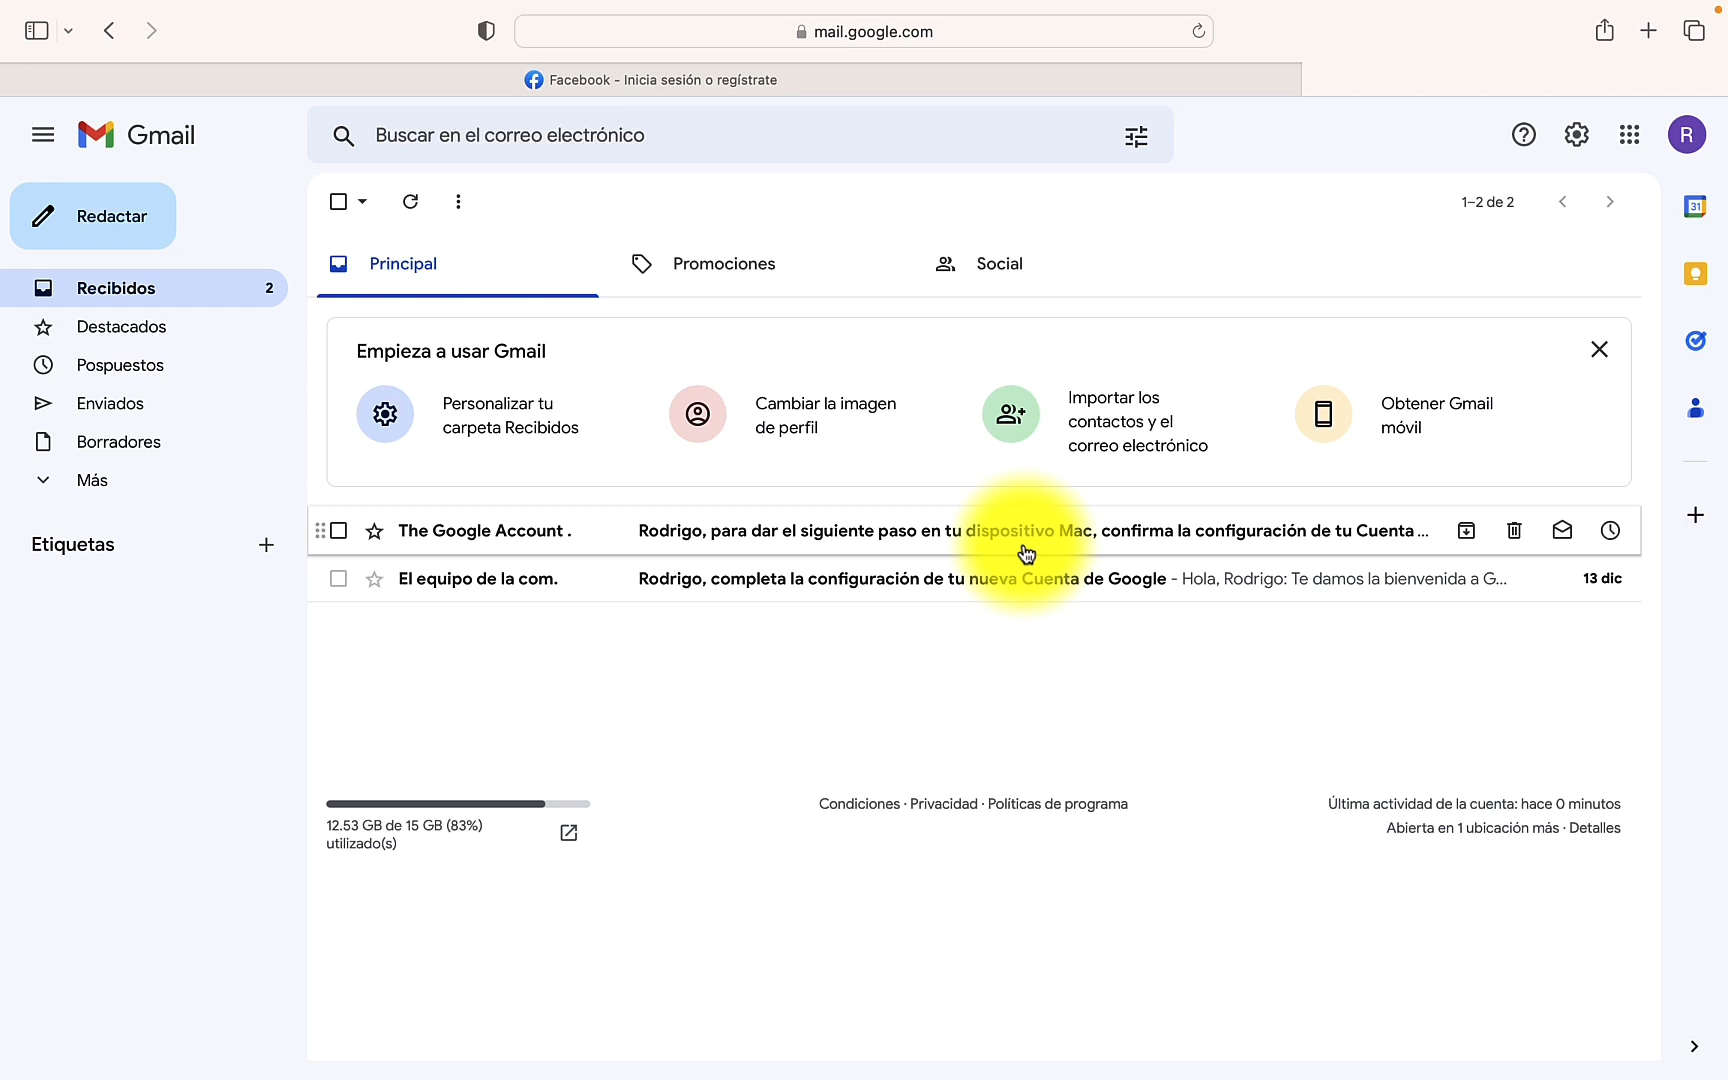 mail.google.com
Facebook - Inicia sesión o regístrate
Gmail
Buscar en el correo electrónico
R
Redactar
1–2 de 2
31
Principal
Promociones
Social
Recibidos 2
Destacados
Pospuestos
Enviados
Borradores
Más
Etiquetas
Empieza a usar Gmail
Personalizar tu
carpeta Recibidos
Cambiar la imagen
de perfil
Importar los
contactos y el
correo electrónico
Obtener Gmail
móvil
The Google Account . Rodrigo, para dar el siguiente paso en tu dispositivo Mac, confirma la configuración de tu Cuenta ...
El equipo de la com. Rodrigo, completa la configuración de tu nueva Cuenta de Google - Hola, Rodrigo: Te damos la bienvenida a G... 13 dic
12.53 GB de 15 GB (83%)
utilizado(s)
Condiciones · Privacidad · Políticas de programa
Última actividad de la cuenta: hace 0 minutos
Abierta en 1 ubicación más · Detalles